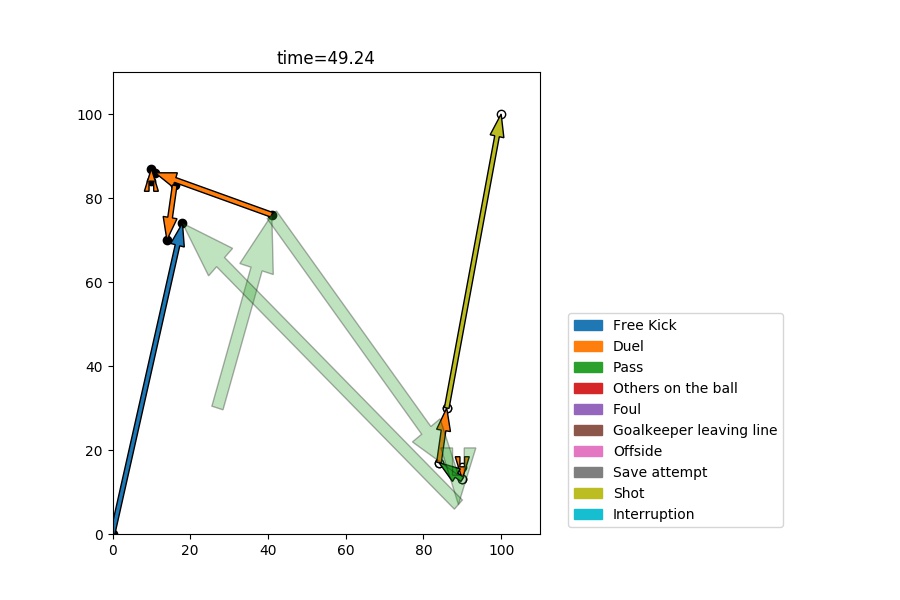 time=49.24
100
80
60
40
20
0
0 20 40 60 80 100
Free Kick
Duel
Pass
Others on the ball
Foul
Goalkeeper leaving line
Offside
Save attempt
Shot
Interruption